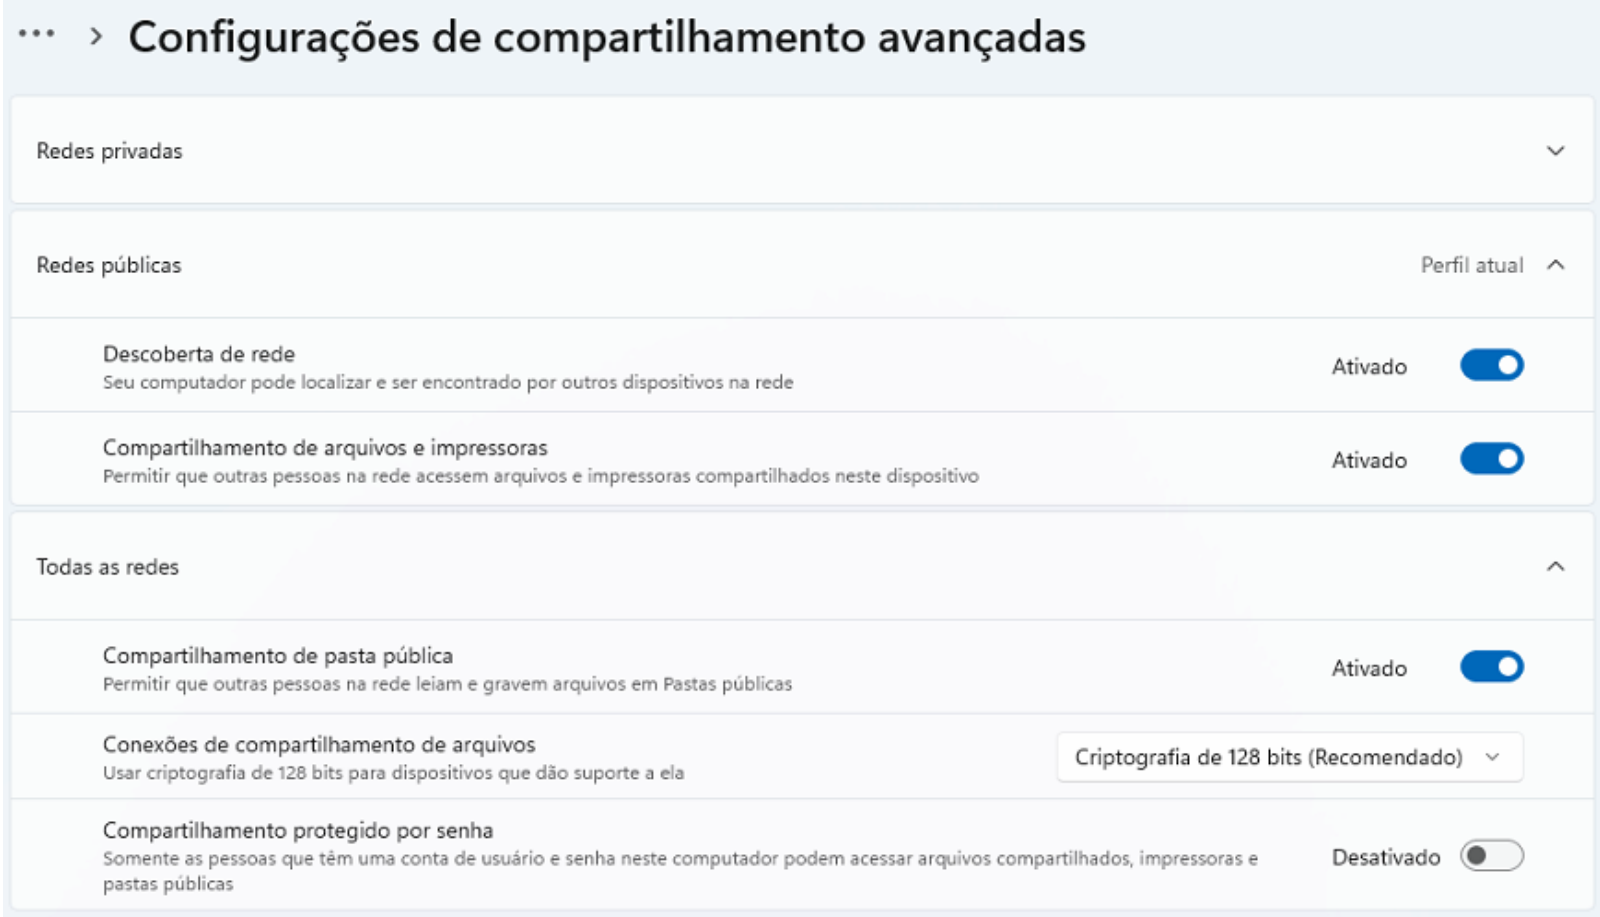 ... > Configurações de compartilhamento avançadas
Redes privadas
Redes públicas Perfil atual
Descoberta de rede
Seu computador pode localizar e ser encontrado por outros dispositivos na rede
Ativado
Compartilhamento de arquivos e impressoras
Permitir que outras pessoas na rede acessem arquivos e impressoras compartilhados neste dispositivo
Ativado
Todas as redes
Compartilhamento de pasta pública
Permitir que outras pessoas na rede leiam e gravem arquivos em Pastas públicas
Ativado
Conexões de compartilhamento de arquivos
Usar criptografia de 128 bits para dispositivos que dão suporte a ela
Criptografia de 128 bits (Recomendado)
Compartilhamento protegido por senha
Somente as pessoas que têm uma conta de usuário e senha neste computador podem acessar arquivos compartilhados, impressoras e
pastas públicas
Desativado